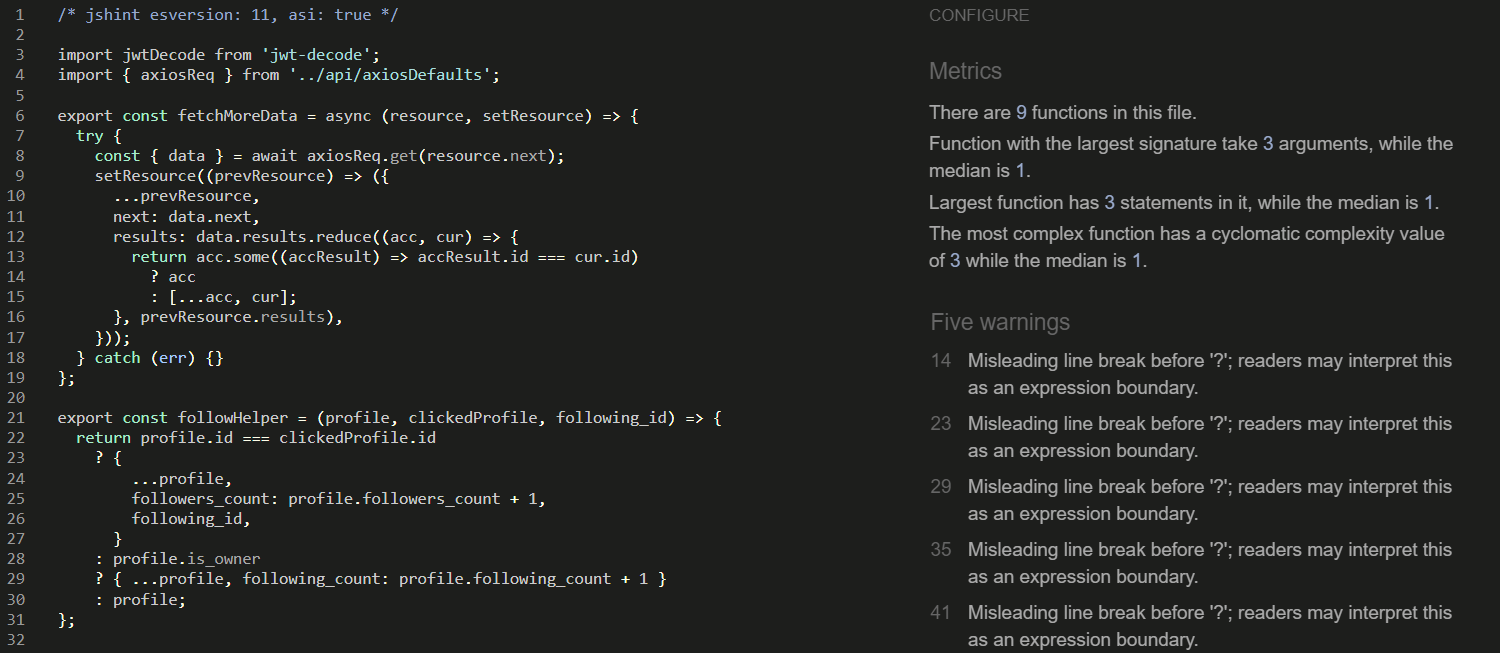 1 /* jshint esversion: 11, asi: true */
2
3 import jwtDecode from 'jwt-decode';
4 import { axiosReq } from '../api/axiosDefaults';
5
6 export const fetchMoreData = async (resource, setResource) => {
7   try {
8     const { data } = await axiosReq.get(resource.next);
9     setResource((prevResource) => ({
10       ...prevResource,
11       next: data.next,
12       results: data.results.reduce((acc, cur) => {
13         return acc.some((accResult) => accResult.id === cur.id)
14           ? acc
15           : [...acc, cur];
16       }, prevResource.results),
17     }));
18   } catch (err) {}
19 };
20
21 export const followHelper = (profile, clickedProfile, following_id) => {
22   return profile.id === clickedProfile.id
23     ? {
24         ...profile,
25         followers_count: profile.followers_count + 1,
26         following_id,
27       }
28     : profile.is_owner
29     ? { ...profile, following_count: profile.following_count + 1 }
30     : profile;
31 };
32
CONFIGURE
Metrics
There are 9 functions in this file.
Function with the largest signature take 3 arguments, while the
median is 1.
Largest function has 3 statements in it, while the median is 1.
The most complex function has a cyclomatic complexity value
of 3 while the median is 1.
Five warnings
14 Misleading line break before '?'; readers may interpret this
as an expression boundary.
23 Misleading line break before '?'; readers may interpret this
as an expression boundary.
29 Misleading line break before '?'; readers may interpret this
as an expression boundary.
35 Misleading line break before '?'; readers may interpret this
as an expression boundary.
41 Misleading line break before '?'; readers may interpret this
as an expression boundary.